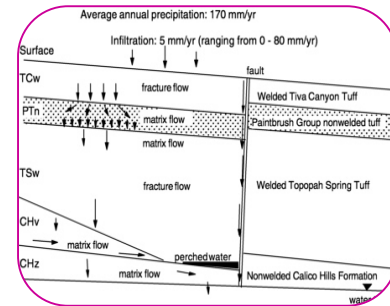 Average annual precipitation: 170 mm/yr
Infiltration: 5 mm/yr (ranging from 0 - 80 mm/yr)
Surface
fault
TCw
fracture flow
Welded Tiva Canyon Tuff
PTn
matrix flow
Paintbrush Group nonwelded tuff
matrix flow
TSw
fracture flow
Welded Topopah Spring Tuff
CHv
matrix flow
perched water
CHz
matrix flow
Nonwelded Calico Hills Formation
water